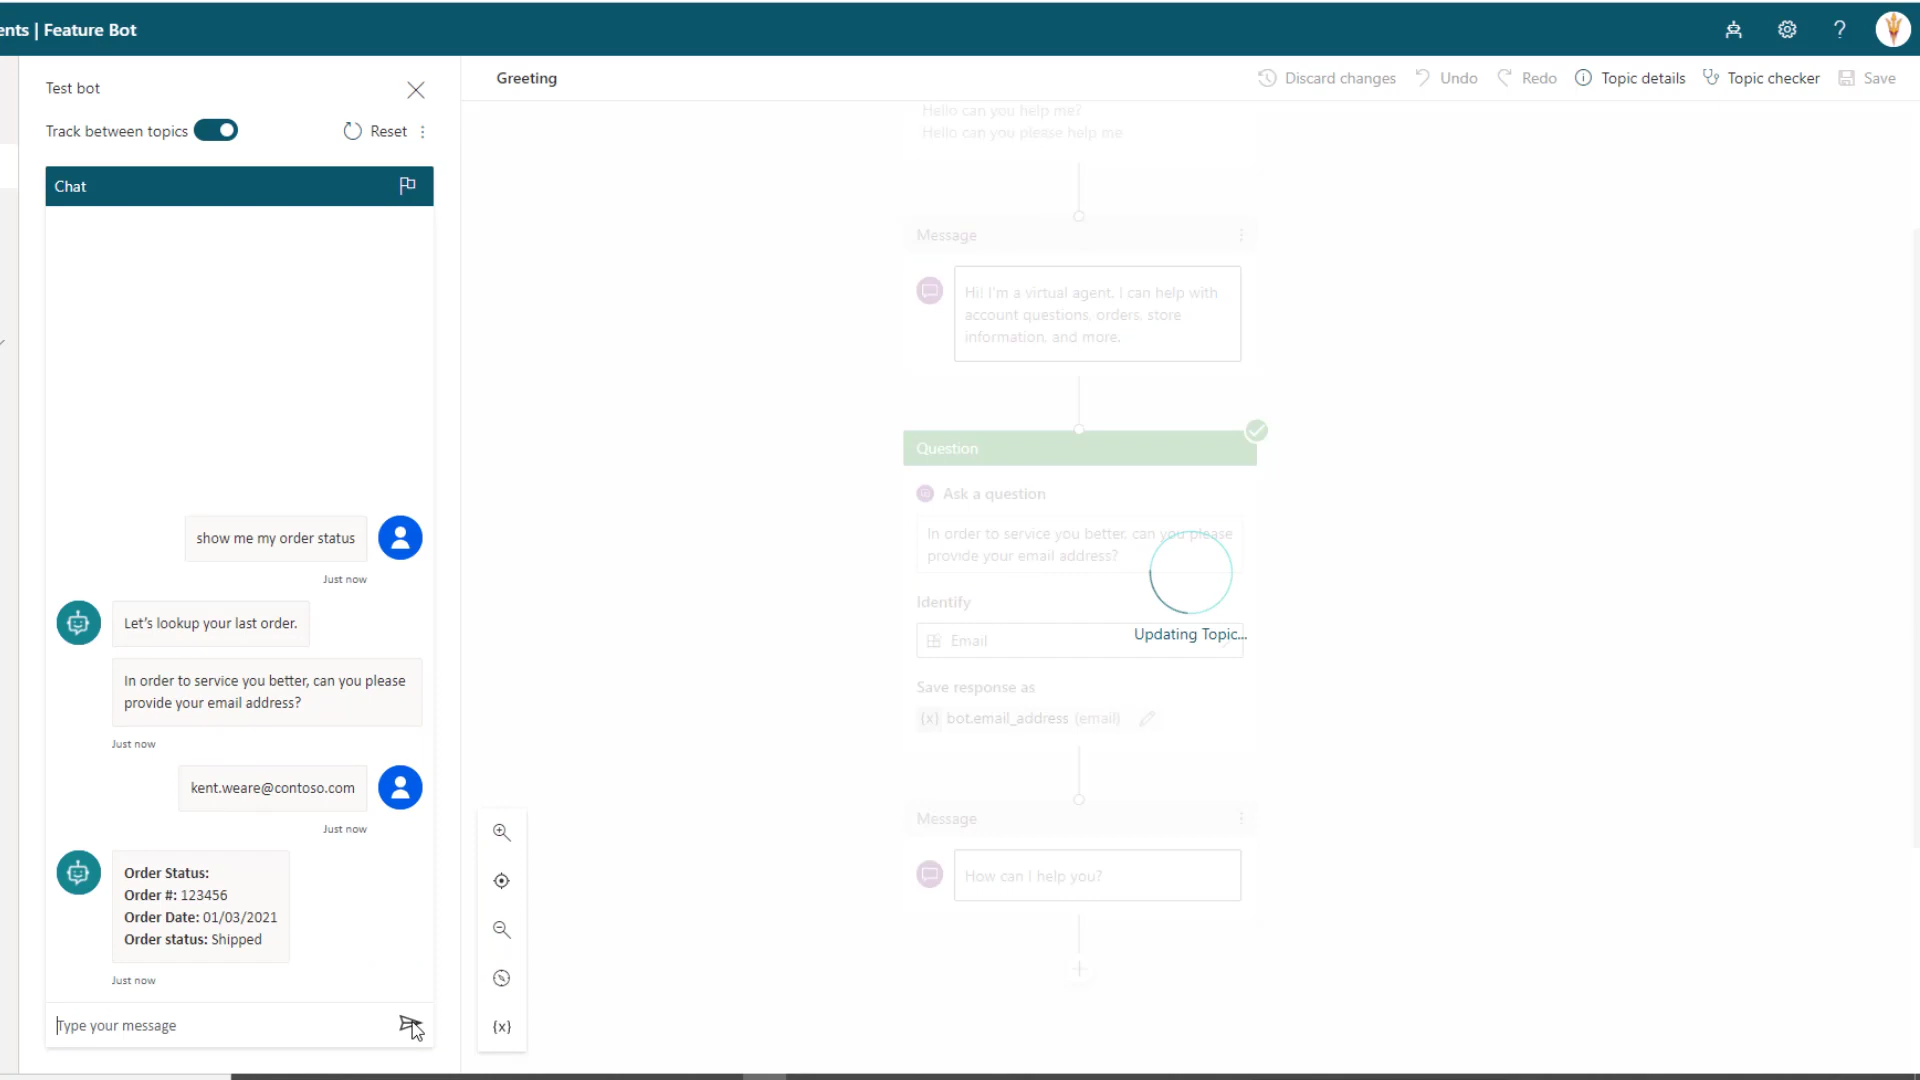 ents | Feature Bot
Test bot
Track between topics
Reset
Chat
show me my order status
Just now
Let's lookup your last order.
In order to service you better, can you please
provide your email address?
Just now
kent.weare@contoso.com
Just now
Order Status:
Order #: 123456
Order Date: 01/03/2021
Order status: Shipped
Just now
Type your message
Greeting
Discard changes
Undo
Redo
Topic details
Topic checker
Save
Hello can you help me?
Hello can you please help me
Message
Hi! I'm a virtual agent. I can help with
account questions, orders, store
information, and more.
Question
Ask a question
In order to service you better, can you please
provide your email address?
Identify
Email
Updating Topic...
Save response as
{x} bot.email_address (email)
Message
How can I help you?
{x}